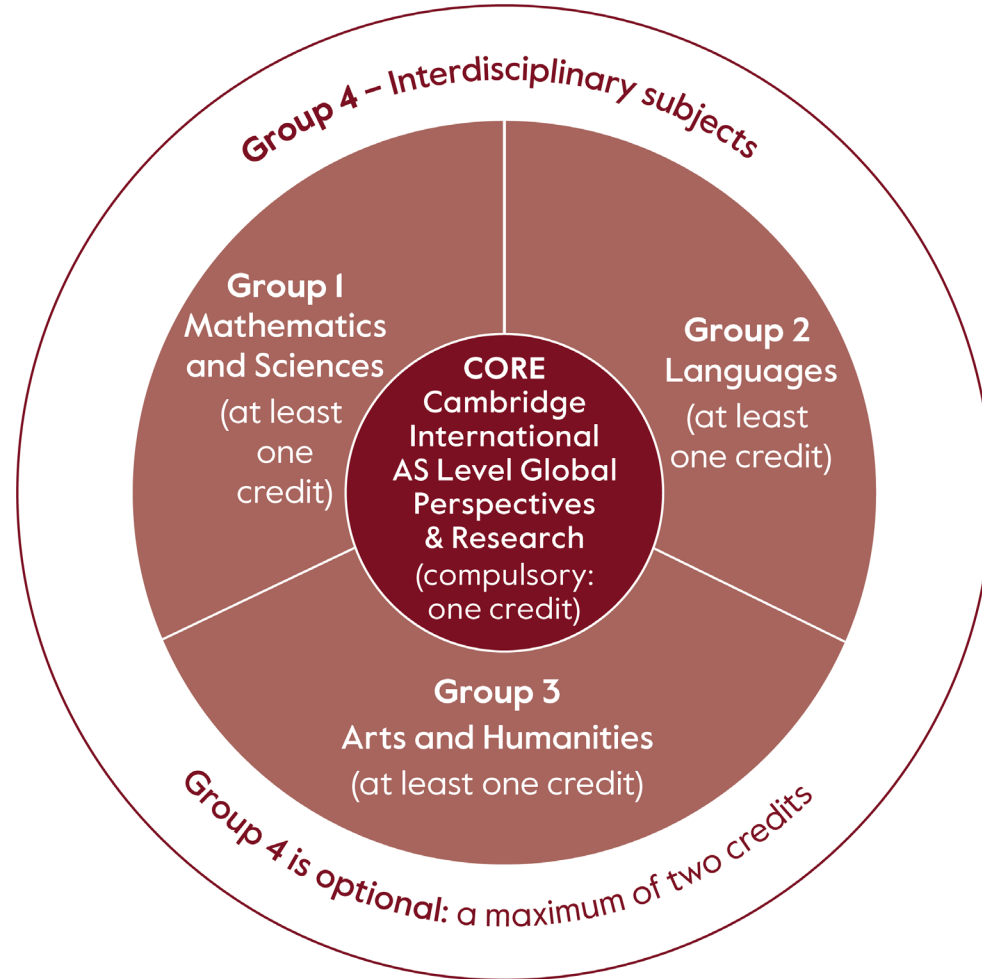 Group 4 – Interdisciplinary subjects
Group 1
Mathematics
and Sciences
(at least
one
credit)
Group 2
Languages
(at least
one credit)
CORE
Cambridge
International
AS Level Global
Perspectives
& Research
(compulsory:
one credit)
Group 3
Arts and Humanities
(at least one credit)
Group 4 is optional: a maximum of two credits